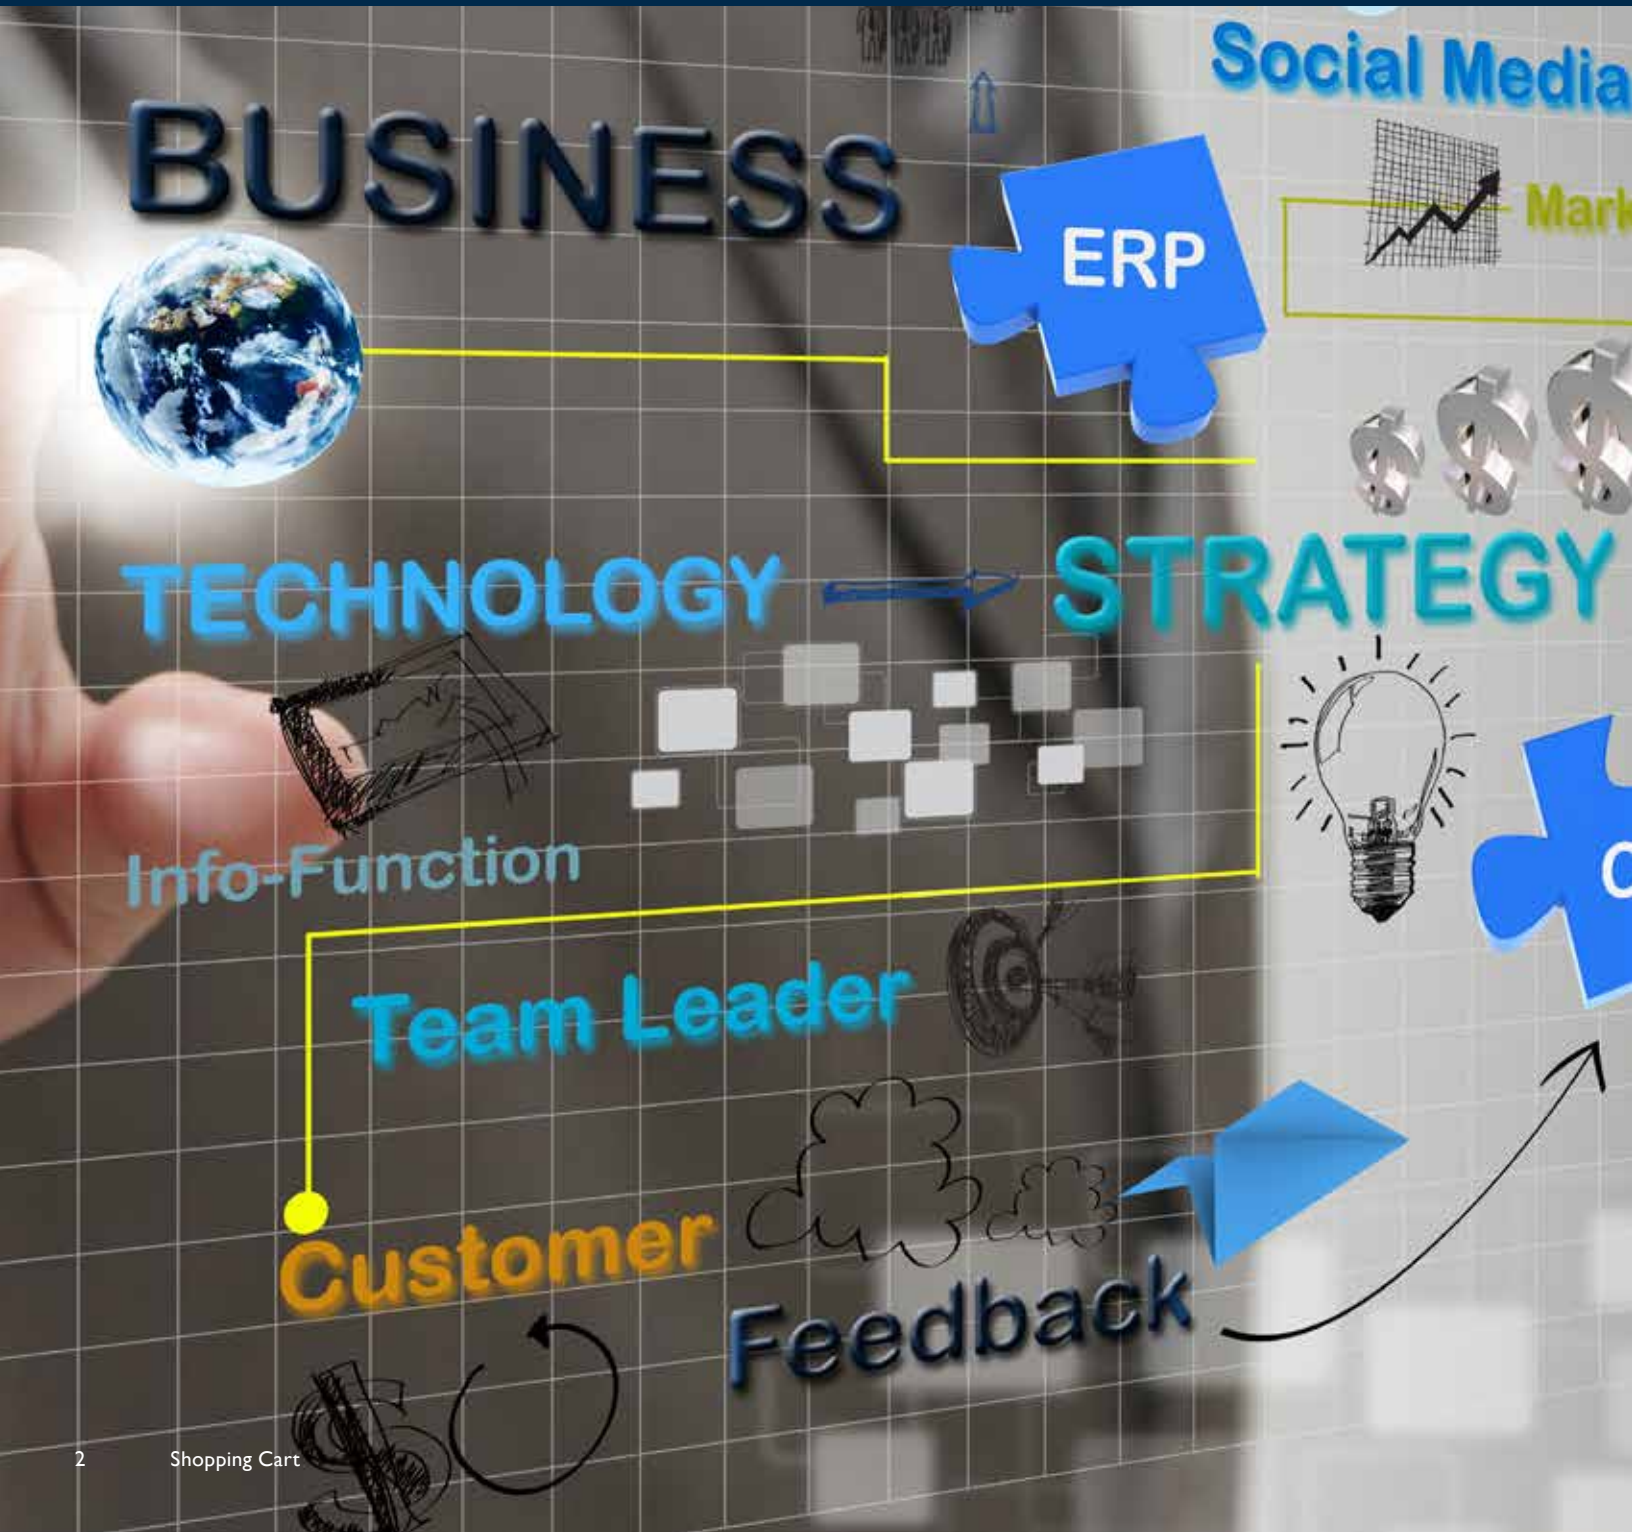 Social Media
BUSINESS
ERP
Mark
TECHNOLOGY
STRATEGY
Info-Function
C
Team Leader
Customer
Feedback
2 Shopping Cart